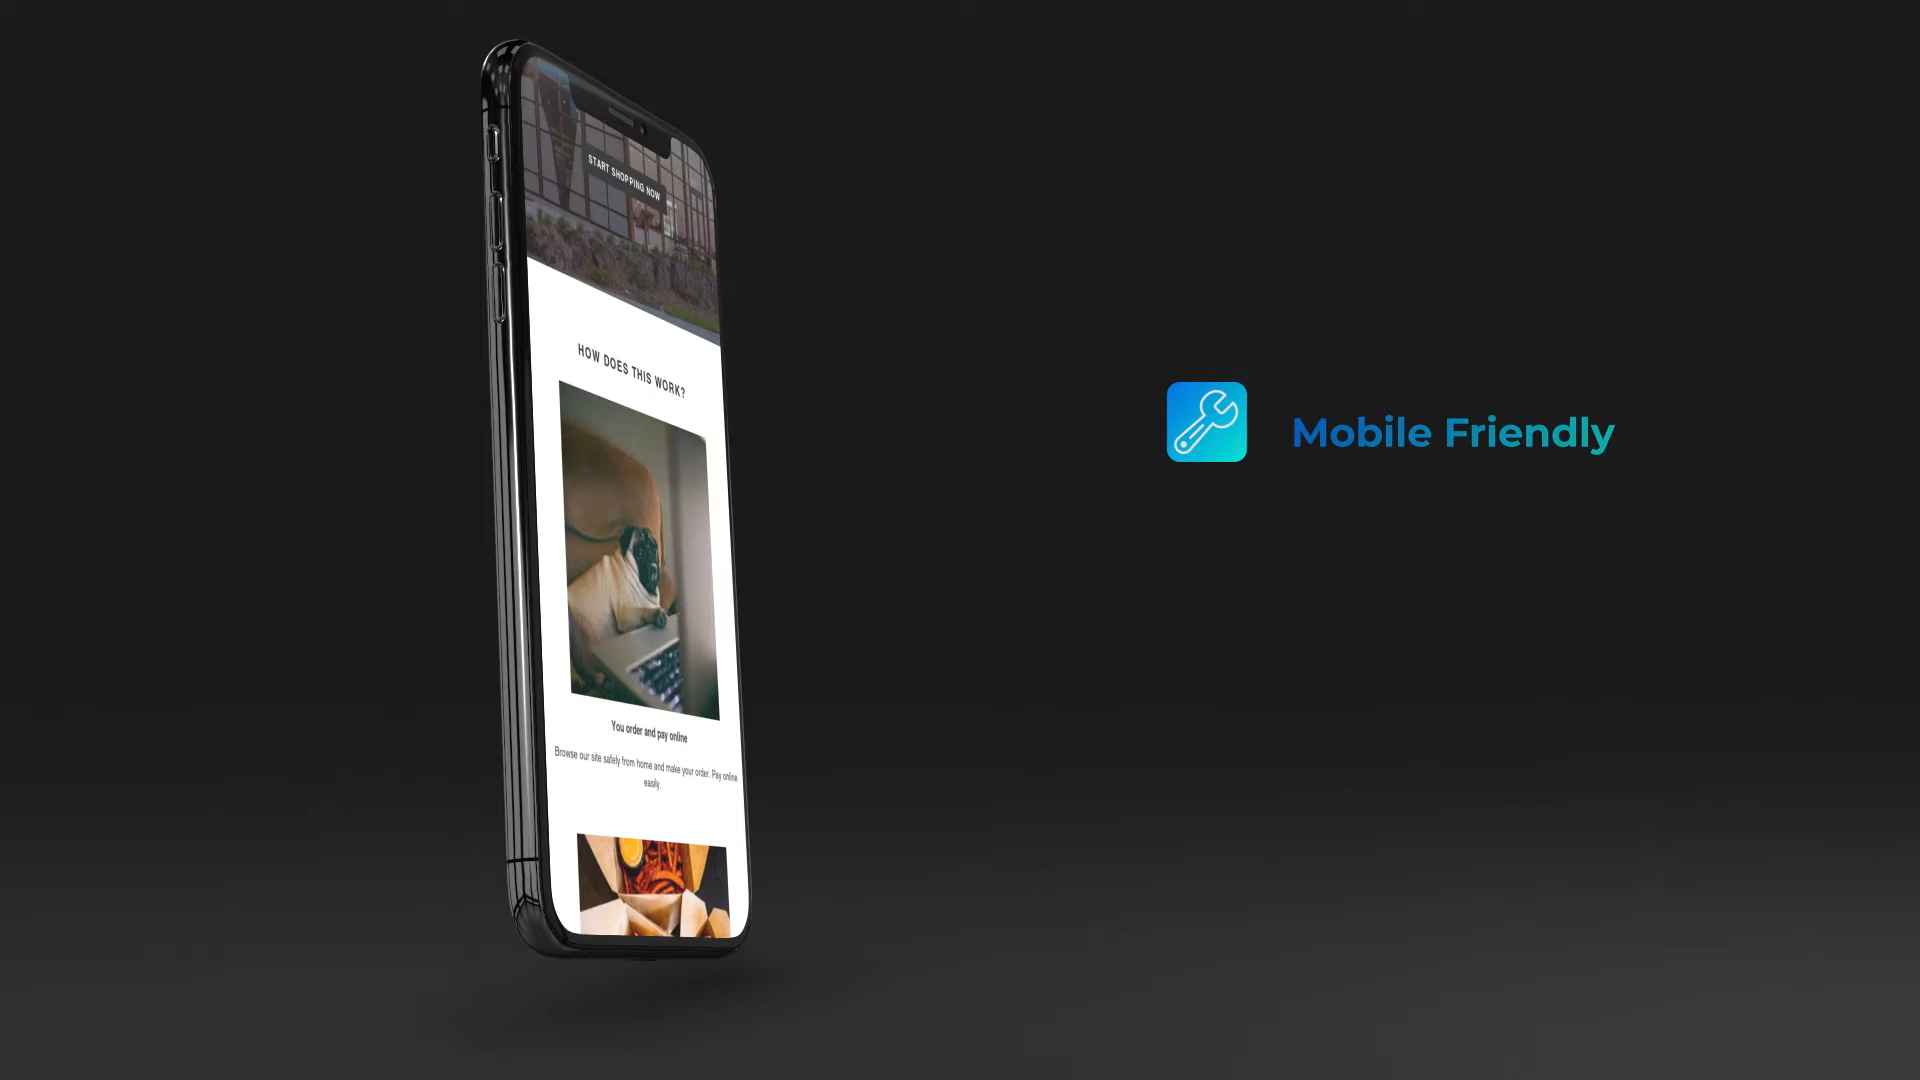 START SHOPPING NOW
HOW DOES THIS WORK?
You order and pay online
Browse our site safely from home and make your order. Pay online
easily.
Mobile Friendly